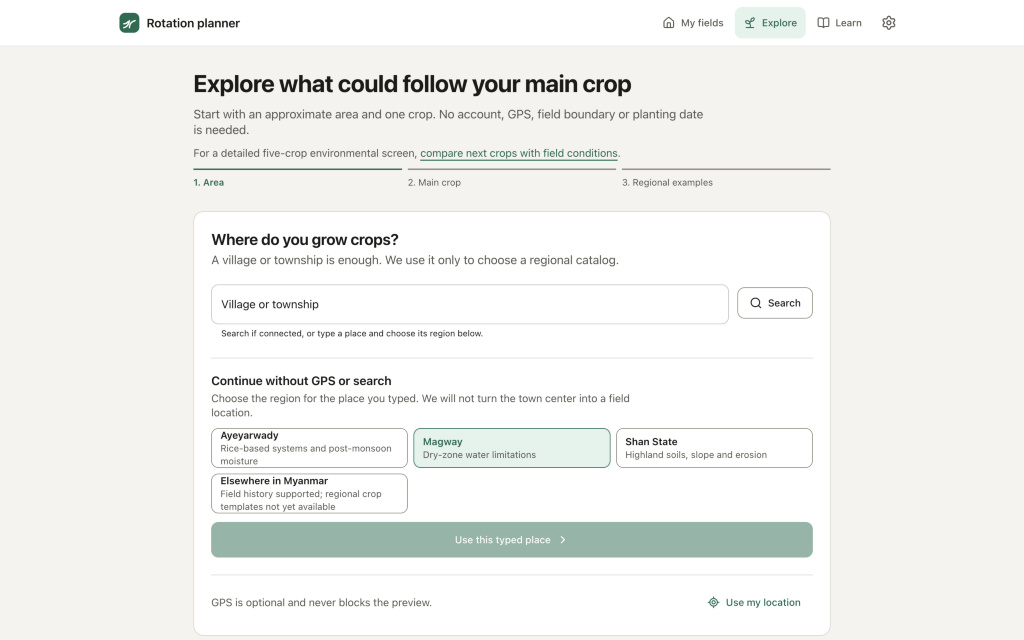 Rotation planner
My fields
Explore
Learn
Explore what could follow your main crop
Start with an approximate area and one crop. No account, GPS, field boundary or planting date
is needed.
For a detailed five-crop environmental screen, compare next crops with field conditions.
1. Area
2. Main crop
3. Regional examples
Where do you grow crops?
A village or township is enough. We use it only to choose a regional catalog.
Village or township
Search
Search if connected, or type a place and choose its region below.
Continue without GPS or search
Choose the region for the place you typed. We will not turn the town center into a field
location.
Ayeyarwady
Rice-based systems and post-monsoon
moisture
Magway
Dry-zone water limitations
Shan State
Highland soils, slope and erosion
Elsewhere in Myanmar
Field history supported; regional crop
templates not yet available
Use this typed place
GPS is optional and never blocks the preview.
Use my location